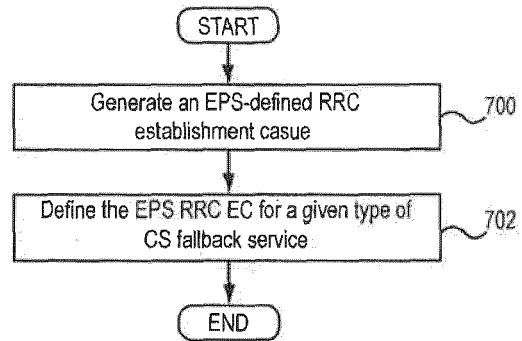 START
Generate an EPS-defined RRC
establishment casue
700
Define the EPS RRC EC for a given type of
CS fallback service
702
END